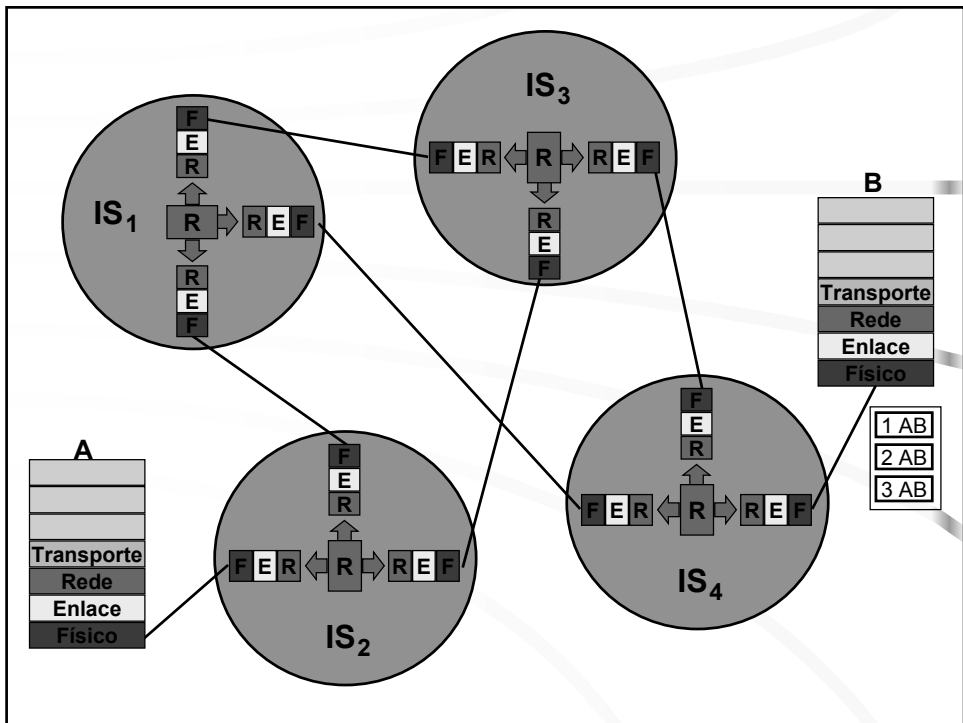 IS1
F
E
R
R
R E F
R
E
F
IS3
F E R
R
R E F
R
E
F
B
Transporte
Rede
Enlace
Físico
1 AB
2 AB
3 AB
A
Transporte
Rede
Enlace
Físico
F
E
R
F E R
R
R E F
IS2
F
E
R
F E R
R
R E F
IS4